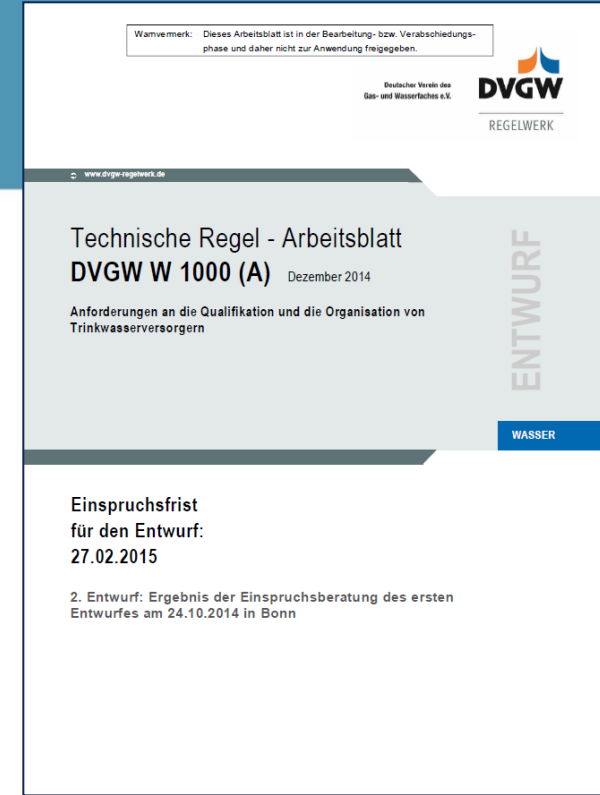 Warnvermerk: Dieses Arbeitsblatt ist in der Bearbeitung- bzw. Verabschiedungs-
phase und daher nicht zur Anwendung freigegeben.
Deutscher Verein des
Gas- und Wasserfaches e.V.
DVGW
REGELWERK
www.dvgw-regelwerk.de
Technische Regel - Arbeitsblatt
DVGW W 1000 (A) Dezember 2014
Anforderungen an die Qualifikation und die Organisation von
Trinkwasserversorgern
ENTWURF
WASSER
Einspruchsfrist
für den Entwurf:
27.02.2015
2. Entwurf: Ergebnis der Einspruchsberatung des ersten
Entwurfes am 24.10.2014 in Bonn